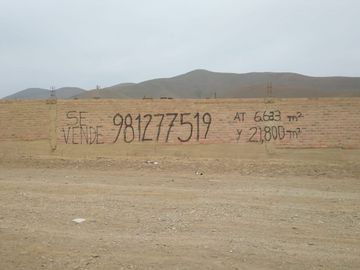 SE
VENDE 981277519
AT 6.633 m²
y 21,800 m²